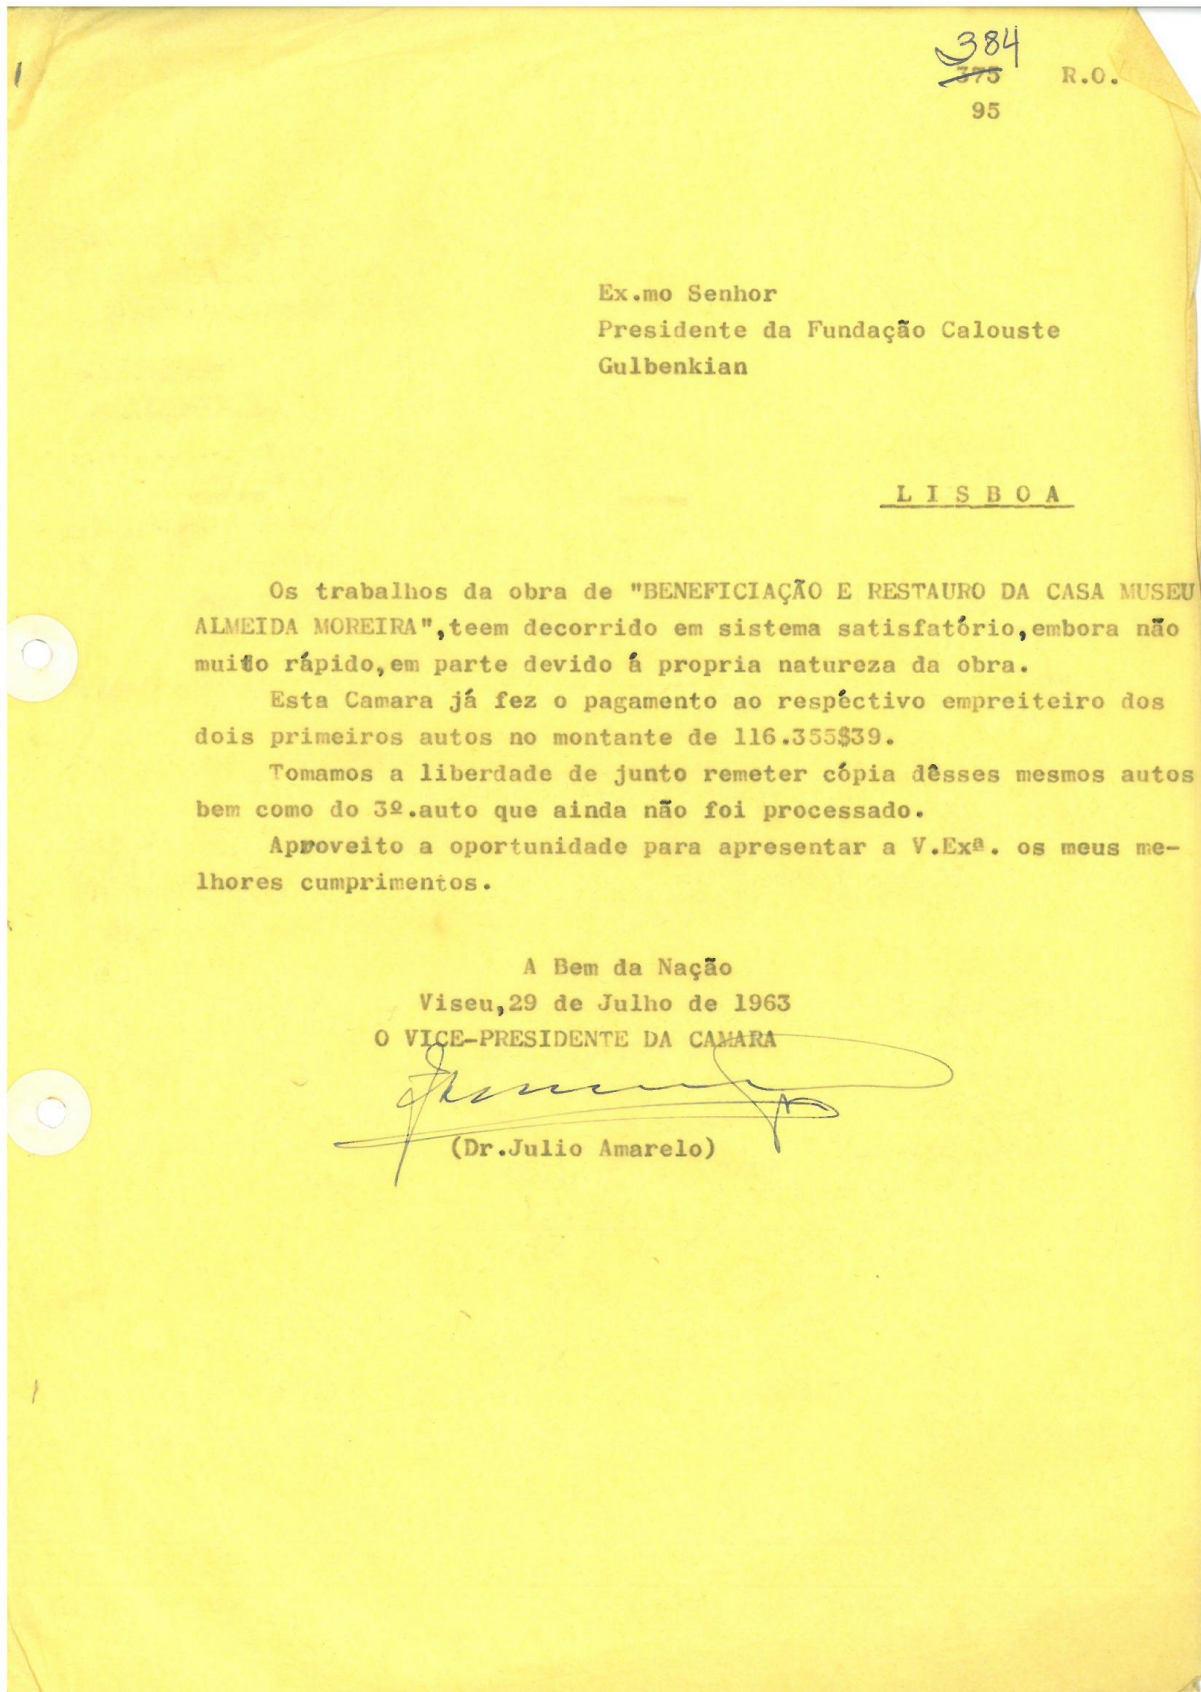 384
375 R.O.
95
Ex.mo Senhor
Presidente da Fundação Calouste
Gulbenkian
L I S B O A
Os trabalhos da obra de "BENEFICIAÇÃO E RESTAURO DA CASA MUSEU
ALMEIDA MOREIRA",teem decorrido em sistema satisfatório,embora não
muito rápido,em parte devido á propria natureza da obra.
Esta Camara já fez o pagamento ao respéctivo empreiteiro dos
dois primeiros autos no montante de 116.355$39.
Tomamos a liberdade de junto remeter cópia dêsses mesmos autos
bem como do 3º.auto que ainda não foi processado.
Aproveito a oportunidade para apresentar a V.Exª. os meus me-
lhores cumprimentos.
A Bem da Nação
Viseu,29 de Julho de 1963
O VICE-PRESIDENTE DA CAMARA
(Dr.Julio Amarelo)